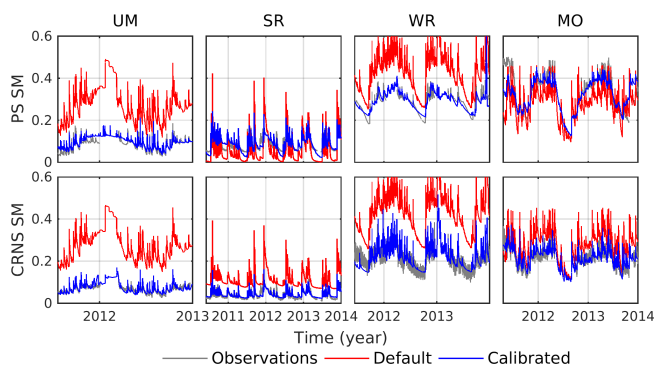 UM SR WR MO
0.6
0.4
0.2
0
PS SM
0.6
0.4
0.2
0
CRNS SM
2012 2013 2011 2012 2013 2014 2012 2013 2012 2013 2014
Time (year)
Observations Default Calibrated